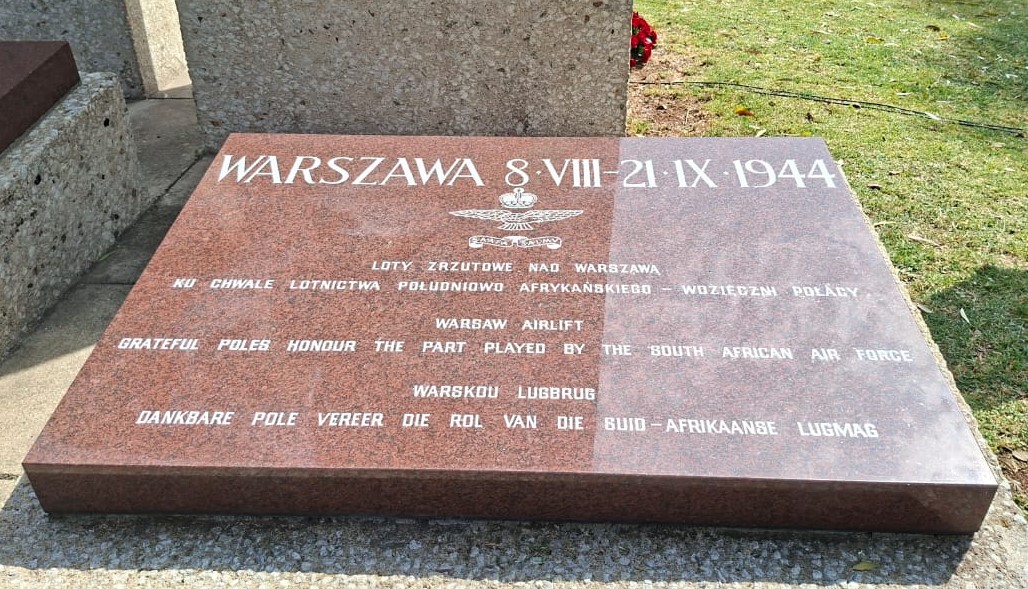 WARSZAWA 8·VIII-21·IX·1944
LOTY ZRZUTOWE NAD WARSZAWĄ
KU CHWALE LOTNICTWA POŁUDNIOWO AFRYKAŃSKIEGO – WDZIĘCZNI POLACY
WARSAW AIRLIFT
GRATEFUL POLES HONOUR THE PART PLAYED BY THE SOUTH AFRICAN AIR FORCE
WARSKOU LUGBRUG
DANKBARE POLE VEREER DIE ROL VAN DIE SUID–AFRIKAANSE LUGMAG